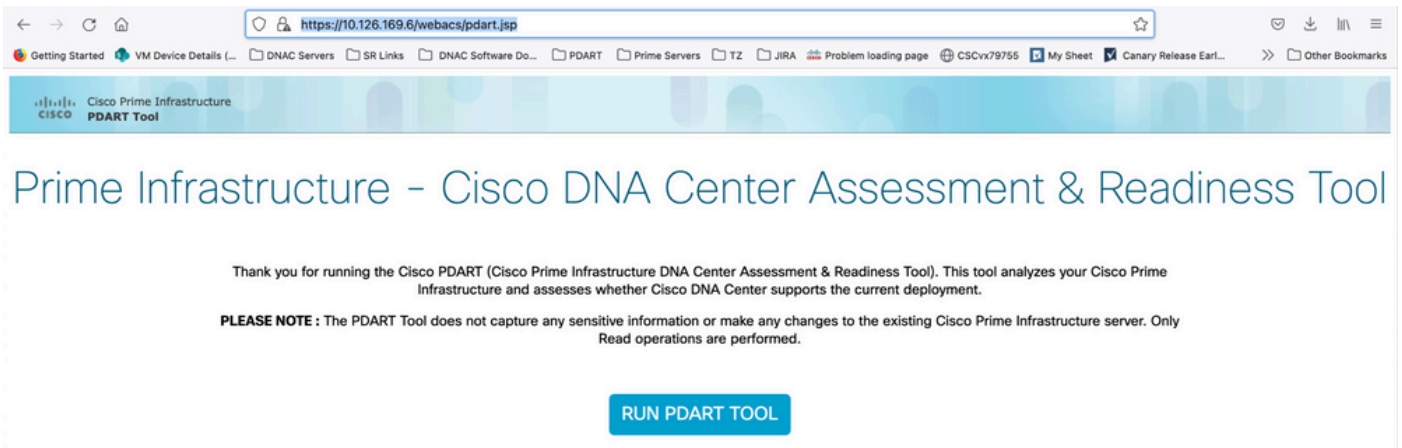 https://10.126.169.6/webacs/pdart.jsp
Getting Started VM Device Details (... DNAC Servers SR Links DNAC Software Do... PDART Prime Servers TZ JIRA Problem loading page CSCvx79755 My Sheet Canary Release Earl... Other Bookmarks
Cisco Prime Infrastructure
CISCO PDART Tool
Prime Infrastructure - Cisco DNA Center Assessment & Readiness Tool
Thank you for running the Cisco PDART (Cisco Prime Infrastructure DNA Center Assessment & Readiness Tool). This tool analyzes your Cisco Prime
Infrastructure and assesses whether Cisco DNA Center supports the current deployment.
PLEASE NOTE : The PDART Tool does not capture any sensitive information or make any changes to the existing Cisco Prime Infrastructure server. Only
Read operations are performed.
RUN PDART TOOL